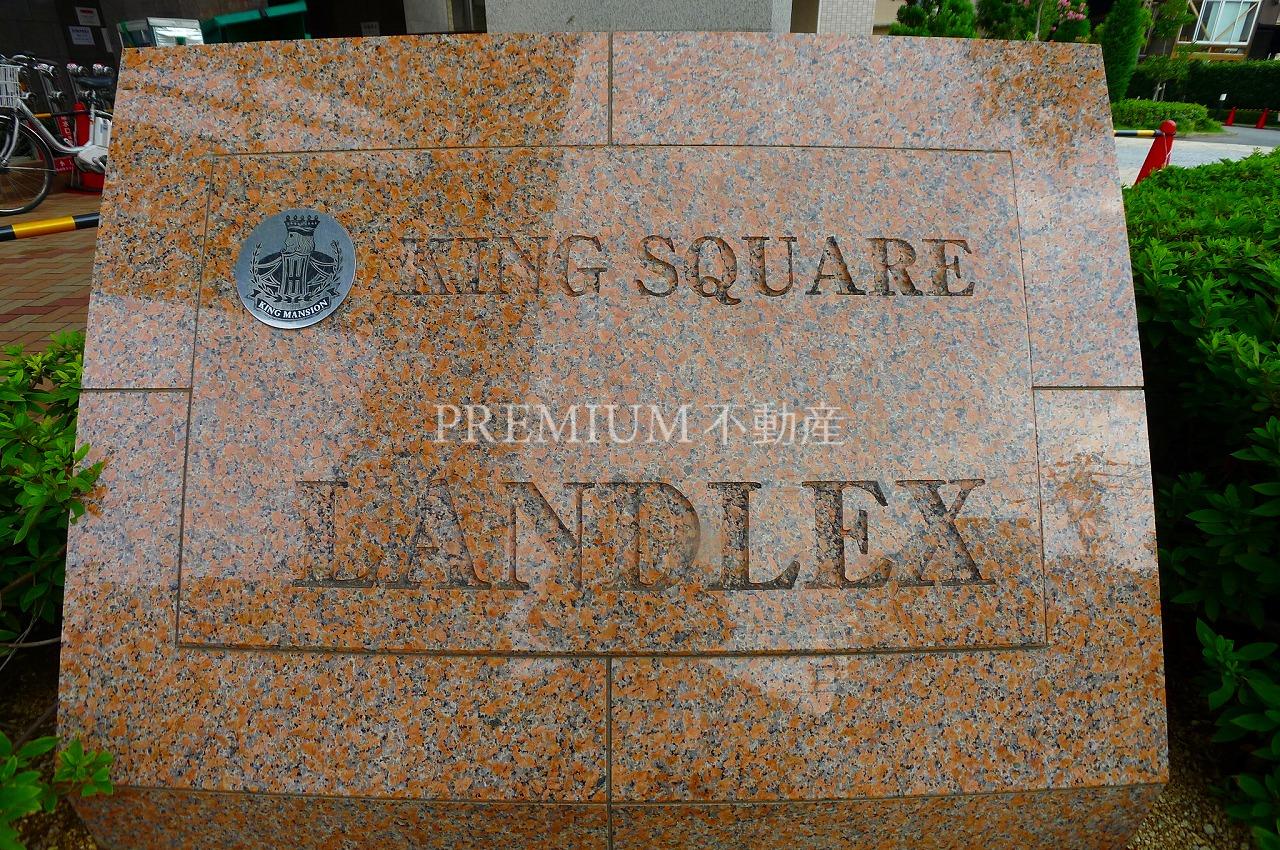 KING SQUARE
KING MANSION
PREMIUM 不動産
LANDLEX